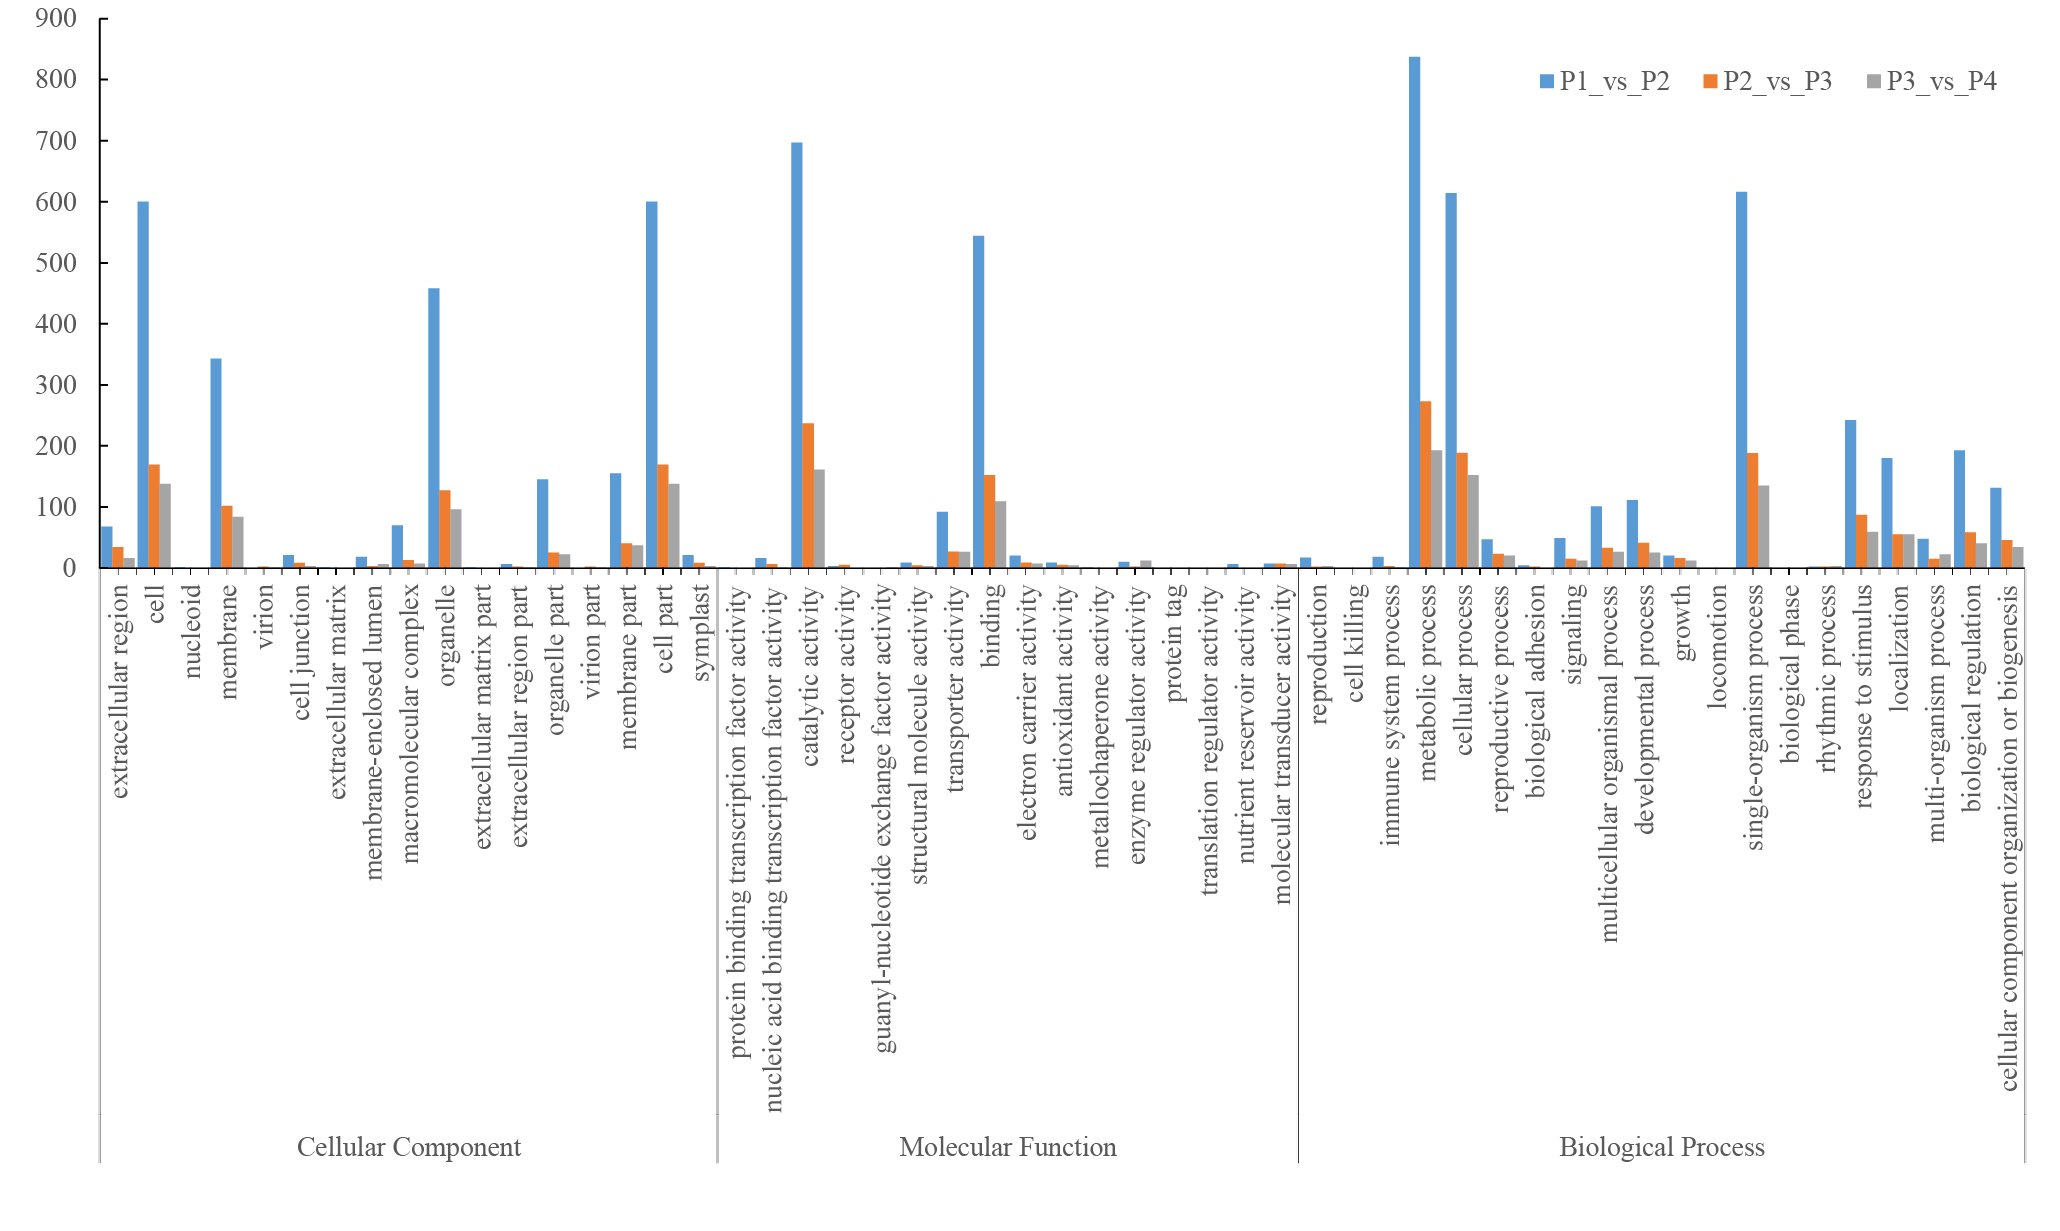 900
800
700
600
500
400
300
200
100
0
P1_vs_P2
P2_vs_P3
P3_vs_P4
extracellular region
cell
nucleoid
membrane
virion
cell junction
extracellular matrix
membrane-enclosed lumen
macromolecular complex
organelle
extracellular matrix part
extracellular region part
organelle part
virion part
membrane part
cell part
symplast
protein binding transcription factor activity
nucleic acid binding transcription factor activity
catalytic activity
receptor activity
guanyl-nucleotide exchange factor activity
structural molecule activity
transporter activity
binding
electron carrier activity
antioxidant activity
metallochaperone activity
enzyme regulator activity
protein tag
translation regulator activity
nutrient reservoir activity
molecular transducer activity
reproduction
cell killing
immune system process
metabolic process
cellular process
reproductive process
biological adhesion
signaling
multicellular organismal process
developmental process
growth
locomotion
single-organism process
biological phase
rhythmic process
response to stimulus
localization
multi-organism process
biological regulation
cellular component organization or biogenesis
Cellular Component
Molecular Function
Biological Process